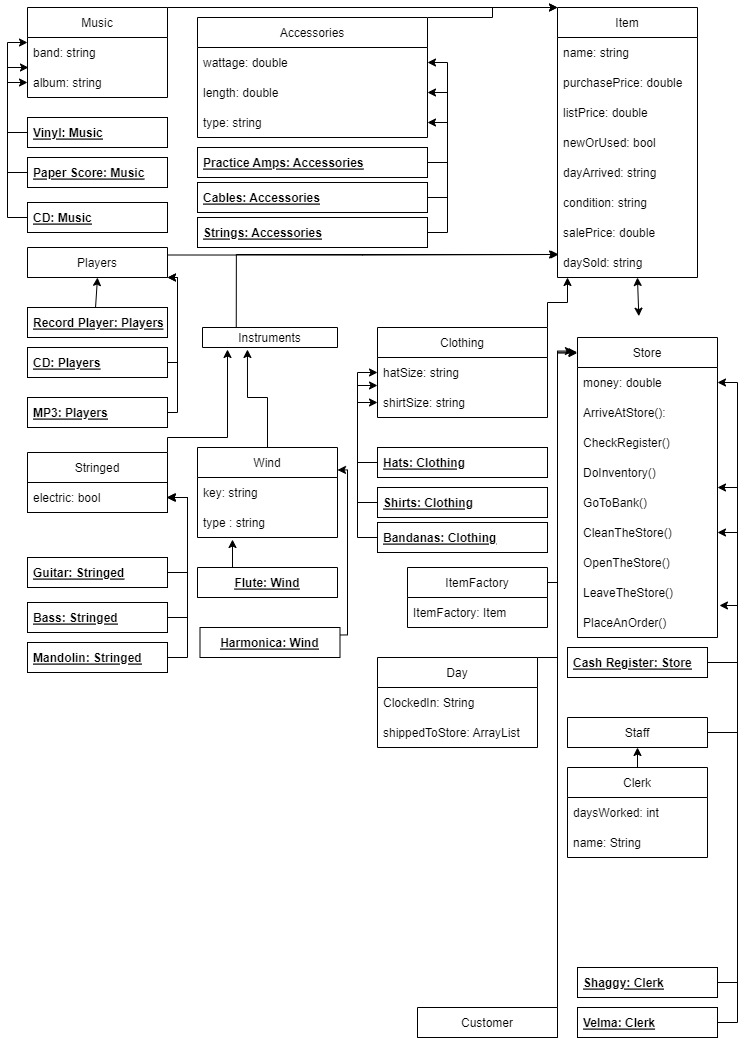 Music
band: string
album: string
Vinyl: Music
Paper Score: Music
CD: Music
Accessories
wattage: double
length: double
type: string
Practice Amps: Accessories
Cables: Accessories
Strings: Accessories
Item
name: string
purchasePrice: double
listPrice: double
newOrUsed: bool
dayArrived: string
condition: string
salePrice: double
daySold: string
Players
Record Player: Players
CD: Players
MP3: Players
Instruments
Clothing
hatSize: string
shirtSize: string
Hats: Clothing
Shirts: Clothing
Bandanas: Clothing
Store
money: double
ArriveAtStore():
CheckRegister()
DoInventory()
GoToBank()
CleanTheStore()
OpenTheStore()
LeaveTheStore()
PlaceAnOrder()
Stringed
electric: bool
Guitar: Stringed
Bass: Stringed
Mandolin: Stringed
Wind
key: string
type : string
Flute: Wind
Harmonica: Wind
ItemFactory
ItemFactory: Item
Day
ClockedIn: String
shippedToStore: ArrayList
Cash Register: Store
Staff
Clerk
daysWorked: int
name: String
Shaggy: Clerk
Velma: Clerk
Customer